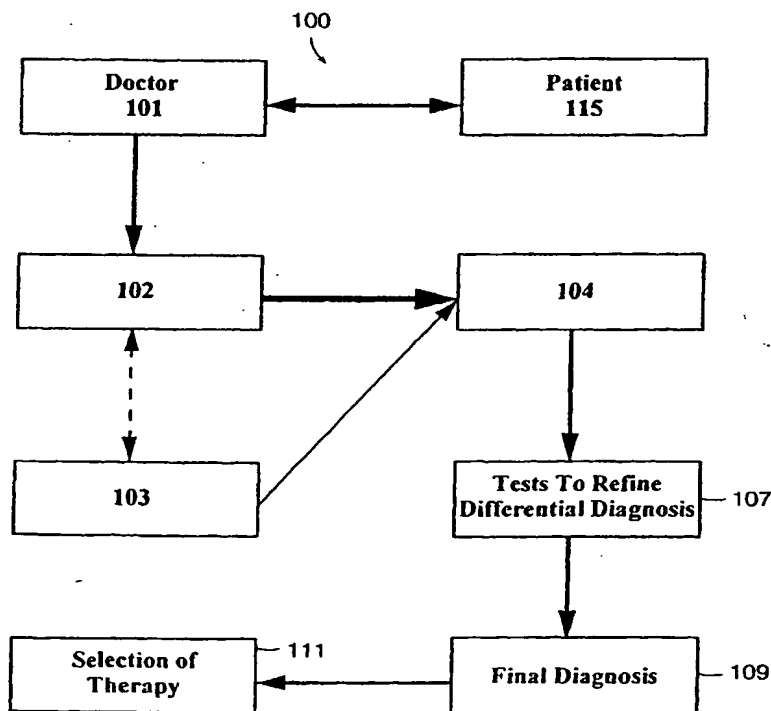 100
Doctor
101
Patient
115
102
104
103
Tests To Refine
Differential Diagnosis
107
Selection of
Therapy
111
Final Diagnosis
109